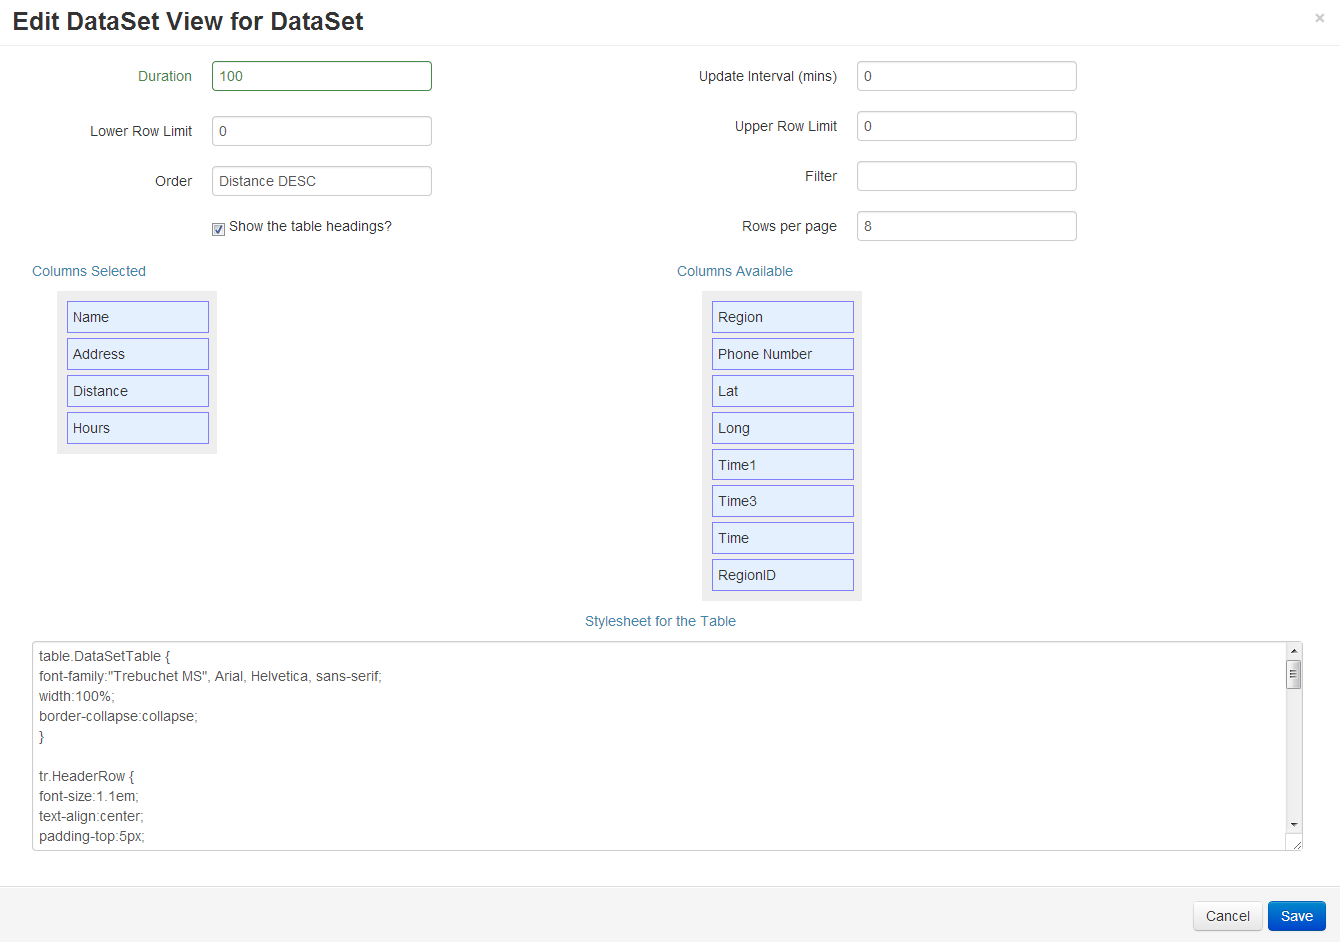 Edit DataSet View for DataSet
×
Duration
100
Update Interval (mins)
0
Lower Row Limit
0
Upper Row Limit
0
Order
Distance DESC
Filter
Show the table headings?
Rows per page
8
Columns Selected
Name
Address
Distance
Hours
Columns Available
Region
Phone Number
Lat
Long
Time1
Time3
Time
RegionID
Stylesheet for the Table
table.DataSetTable {
font-family:"Trebuchet MS", Arial, Helvetica, sans-serif;
width:100%;
border-collapse:collapse;
}
tr.HeaderRow {
font-size:1.1em;
text-align:center;
padding-top:5px;
Cancel
Save